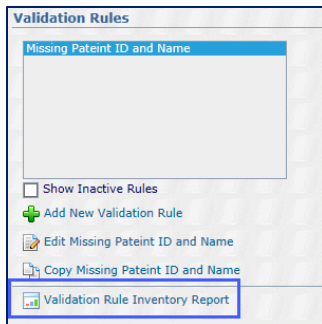 Validation Rules
Missing Pateint ID and Name
Show Inactive Rules
Add New Validation Rule
Edit Missing Pateint ID and Name
Copy Missing Pateint ID and Name
Validation Rule Inventory Report